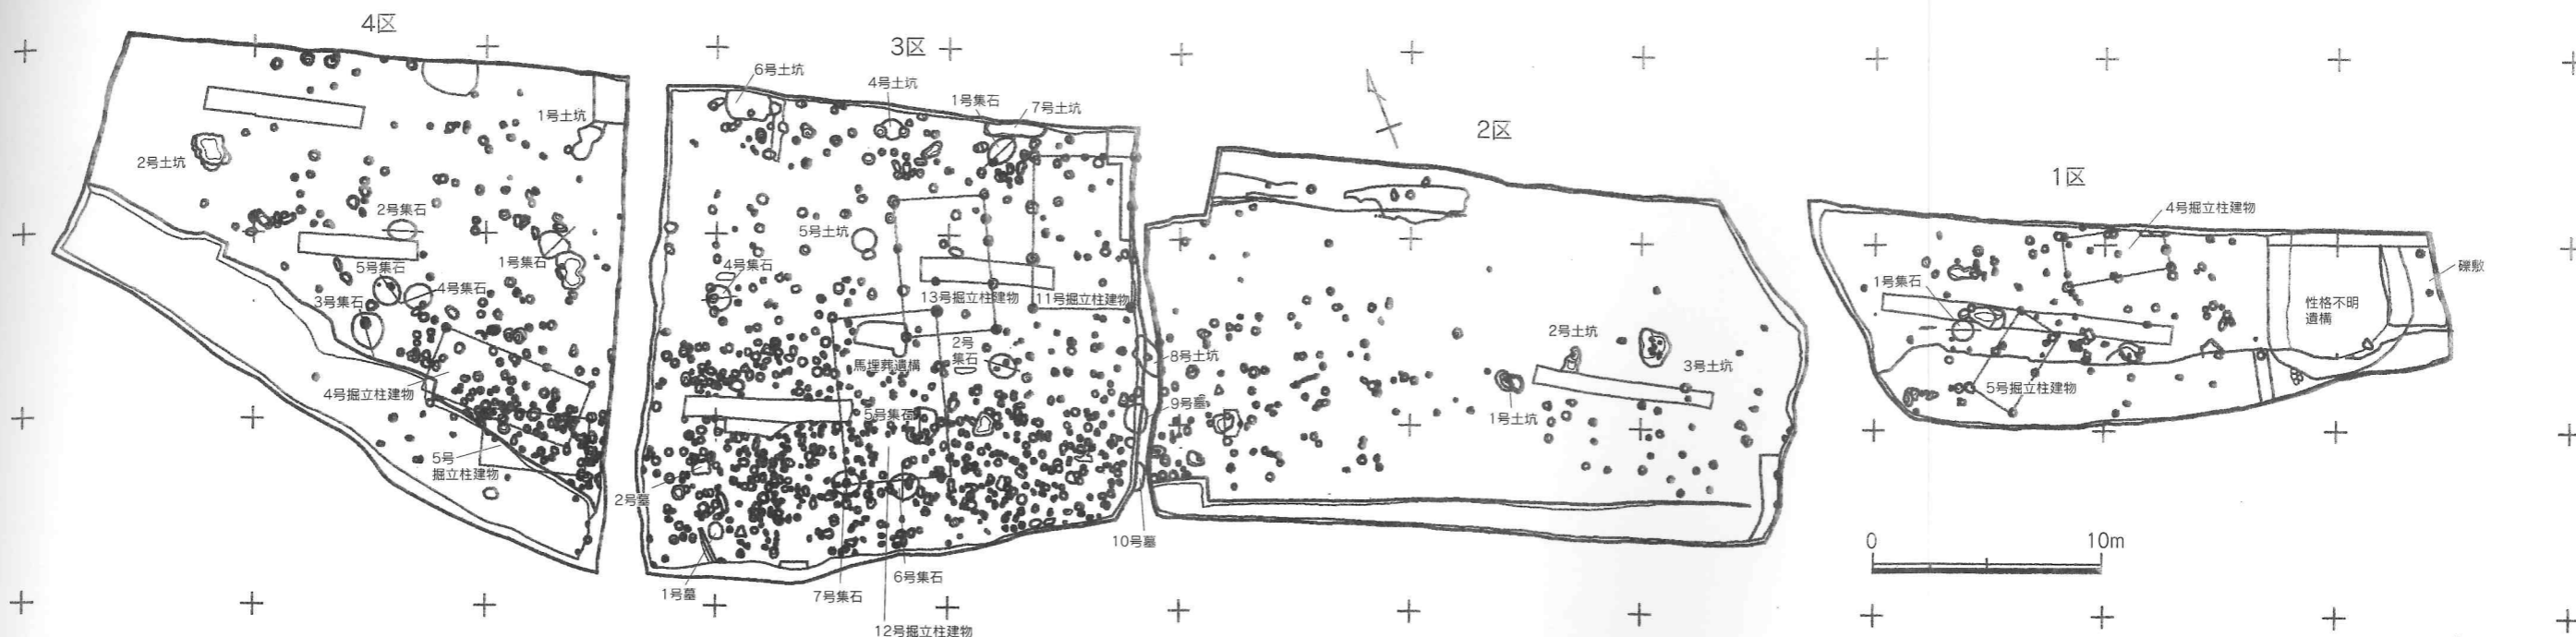 4区
1号土坑
2号土坑
2号集石
1号集石
5号集石
4号集石
3号集石
4号掘立柱建物
5号
掘立柱建物
3区
6号土坑
4号土坑
1号集石
7号土坑
5号土坑
4号集石
13号掘立柱建物
11号掘立柱建物
馬埋葬遺構
2号
集石
8号土坑
5号集石
9号墓
2号墓
1号墓
7号集石
6号集石
12号掘立柱建物
10号墓
2区
2号土坑
3号土坑
1号土坑
1区
4号掘立柱建物
1号集石
5号掘立柱建物
性格不明
遺構
礫敷
0 10m